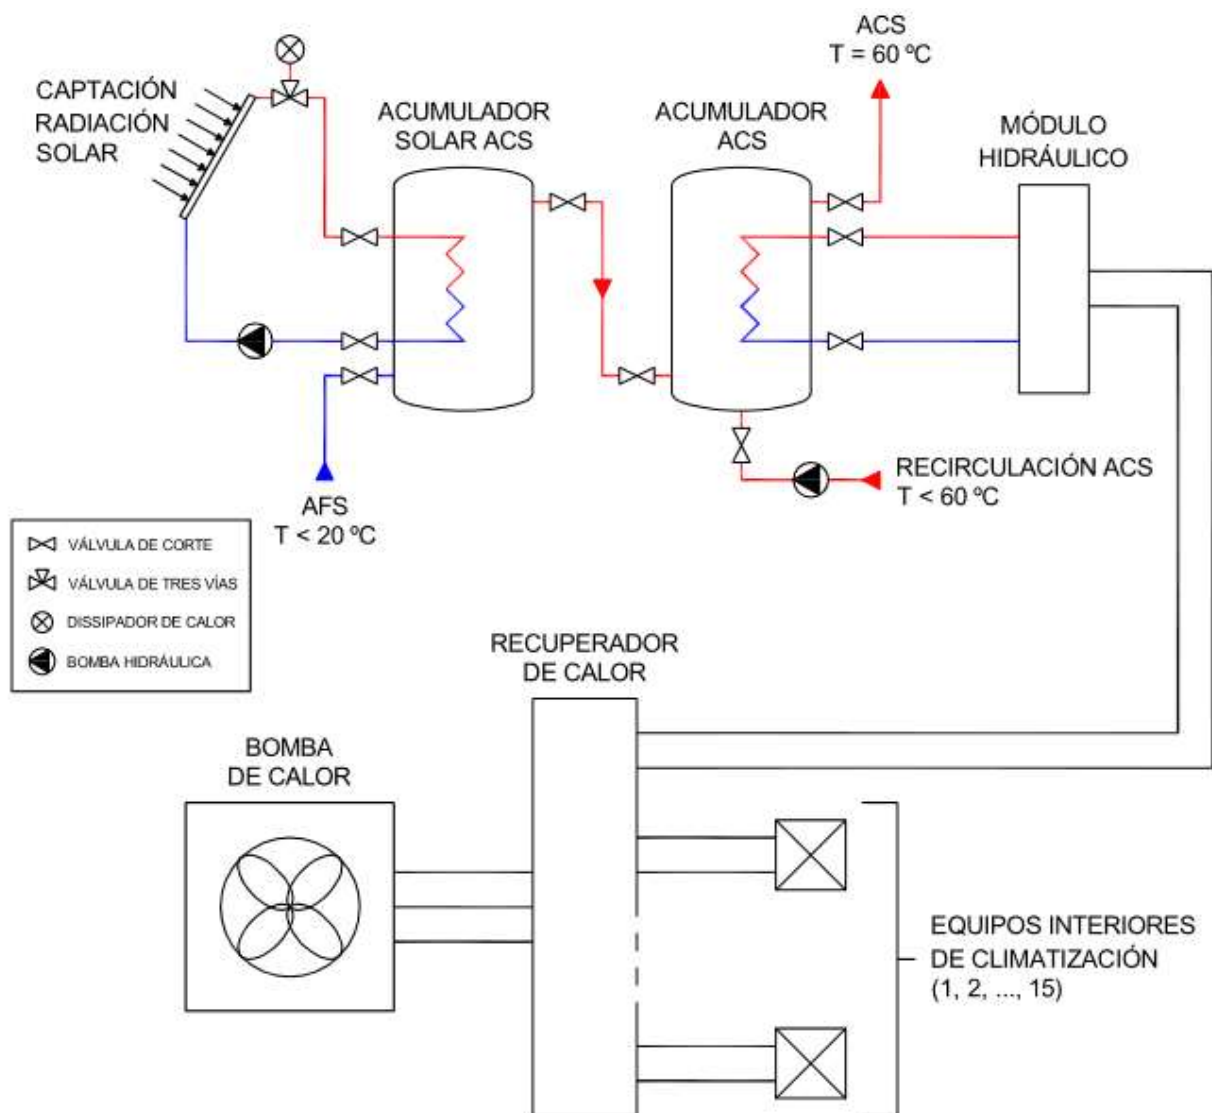 ACS
T = 60 ºC
CAPTACIÓN
RADIACIÓN
SOLAR
ACUMULADOR
SOLAR ACS
ACUMULADOR
ACS
MÓDULO
HIDRÁULICO
RECIRCULACIÓN ACS
T < 60 ºC
AFS
T < 20 ºC
VÁLVULA DE CORTE
VÁLVULA DE TRES VÍAS
DISSIPADOR DE CALOR
BOMBA HIDRÁULICA
RECUPERADOR
DE CALOR
BOMBA
DE CALOR
EQUIPOS INTERIORES
DE CLIMATIZACIÓN
(1, 2, ..., 15)